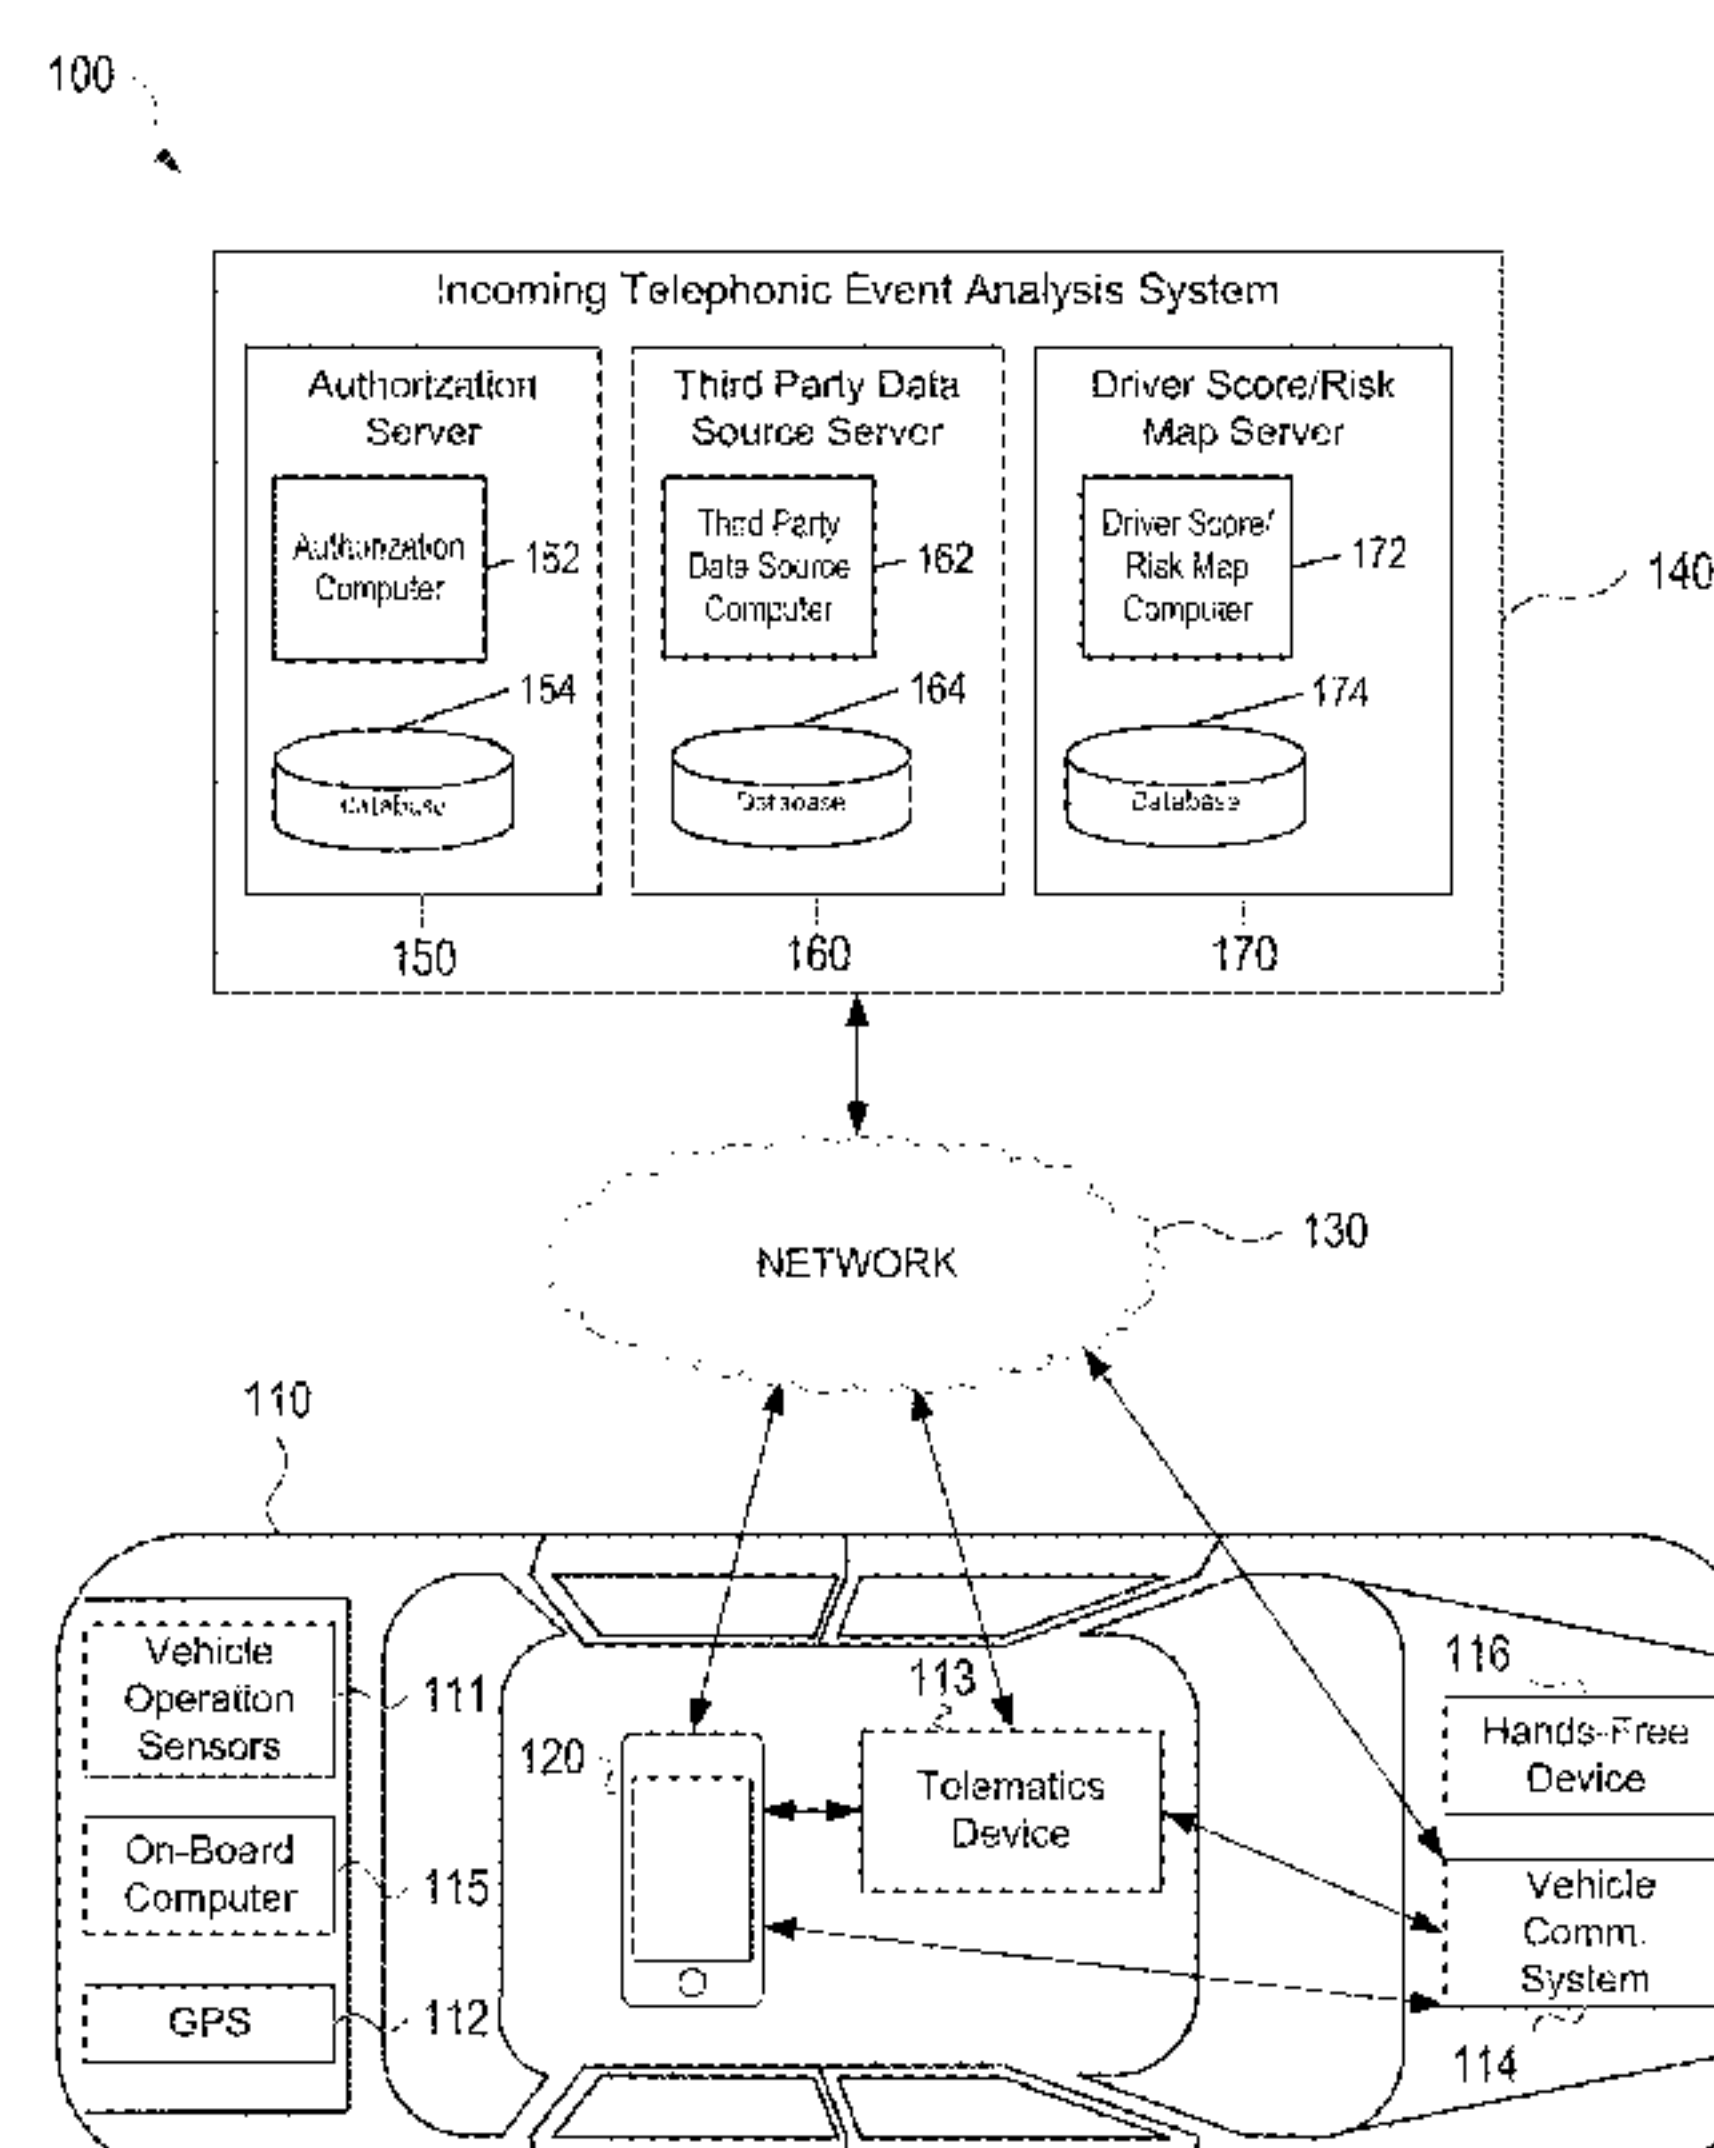 100
Incoming Telephonic Event Analysis System
Authorization
Server
Authorization
Computer
152
154
Database
150
Third Party Data
Source Server
Third Party
Data Source
Computer
162
164
Database
160
Driver Score/Risk
Map Server
Driver Score/
Risk Map
Computer
172
174
Database
170
140
NETWORK
130
110
Vehicle
Operation
Sensors
111
On-Board
Computer
115
GPS
112
120
113
Telematics
Device
116
Hands-Free
Device
Vehicle
Comm.
System
114